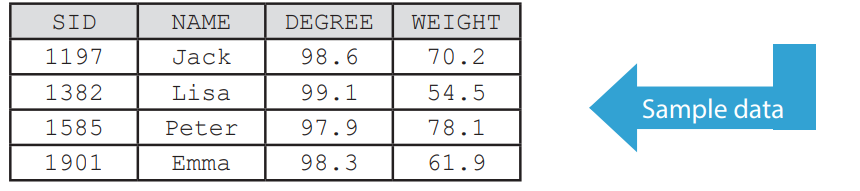 SID NAME DEGREE WEIGHT
1197 Jack 98.6 70.2
1382 Lisa 99.1 54.5
1585 Peter 97.9 78.1
1901 Emma 98.3 61.9
Sample data